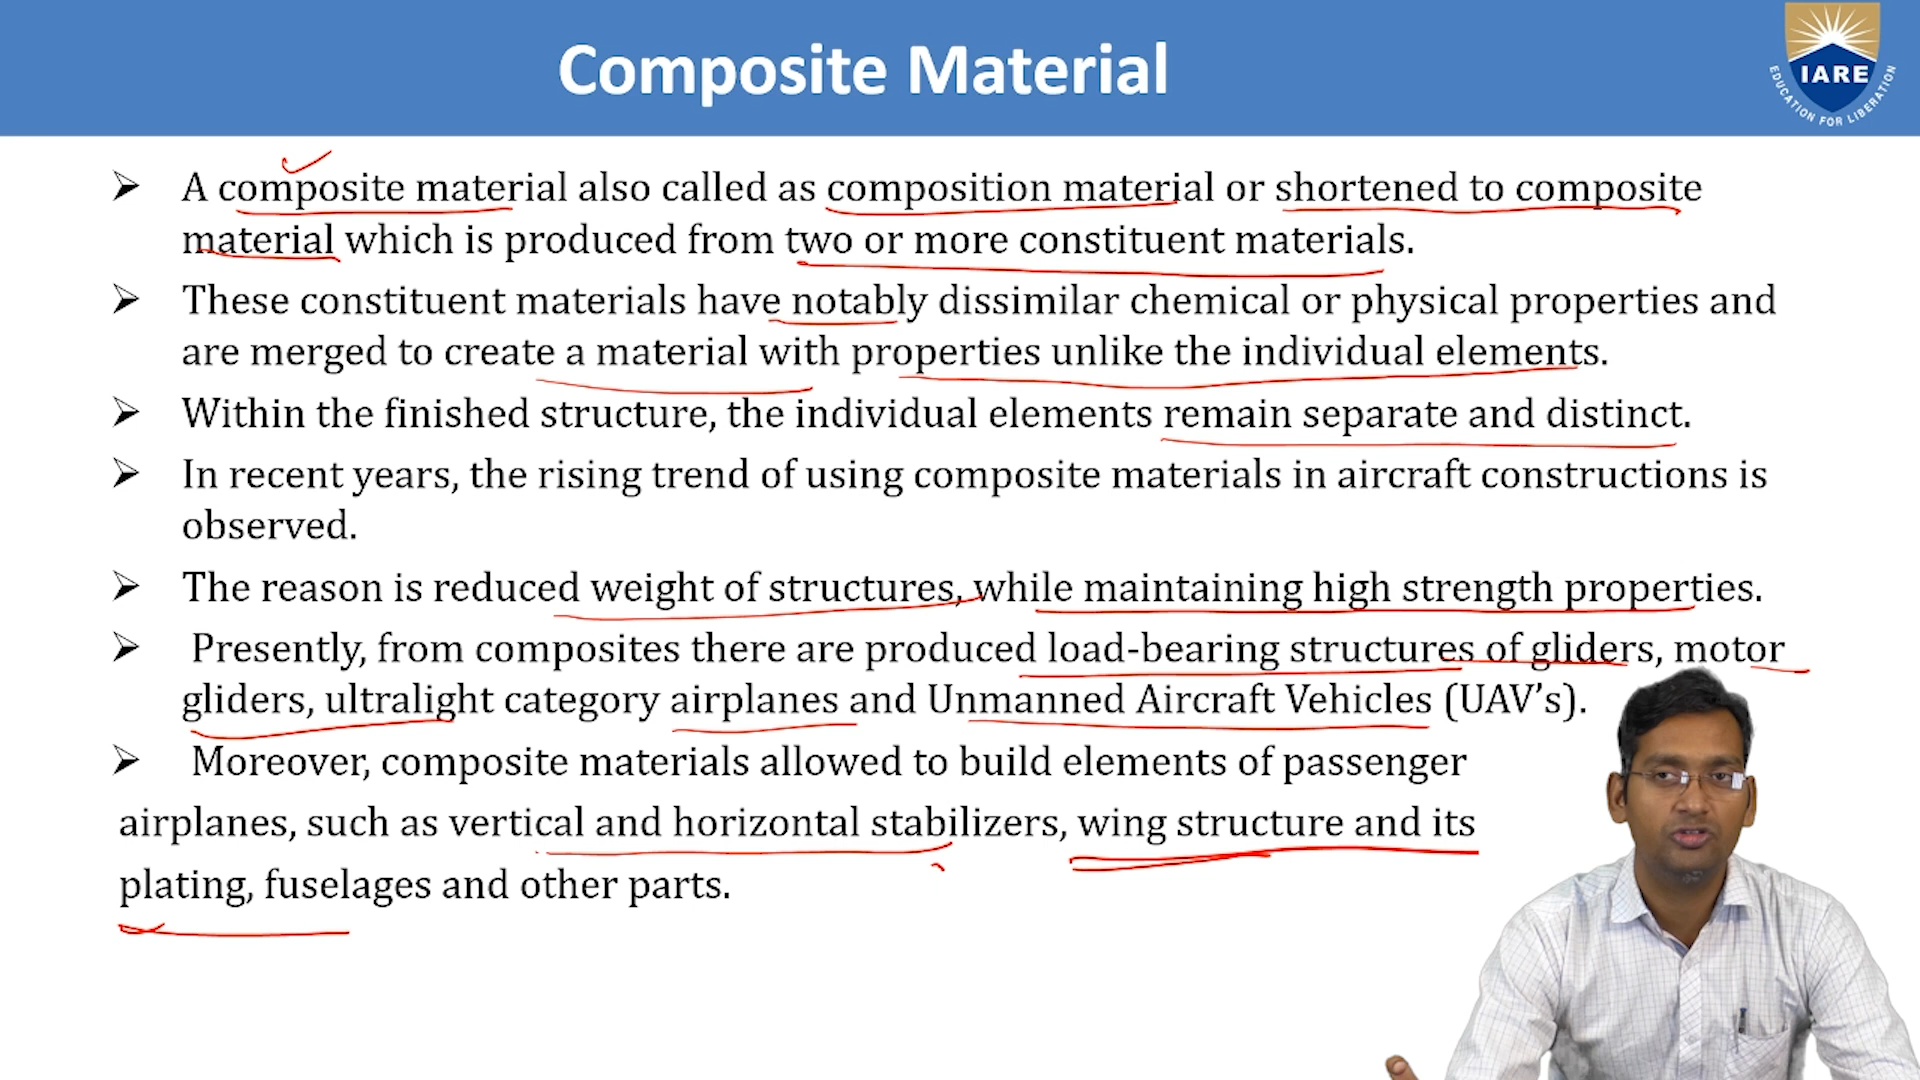 Composite Material
IARE
EDUCATION FOR LIBERATION
➢ A composite material also called as composition material or shortened to composite
material which is produced from two or more constituent materials.
➢ These constituent materials have notably dissimilar chemical or physical properties and
are merged to create a material with properties unlike the individual elements.
➢ Within the finished structure, the individual elements remain separate and distinct.
➢ In recent years, the rising trend of using composite materials in aircraft constructions is
observed.
➢ The reason is reduced weight of structures, while maintaining high strength properties.
➢ Presently, from composites there are produced load-bearing structures of gliders, motor
gliders, ultralight category airplanes and Unmanned Aircraft Vehicles (UAV’s).
➢ Moreover, composite materials allowed to build elements of passenger
airplanes, such as vertical and horizontal stabilizers, wing structure and its
plating, fuselages and other parts.